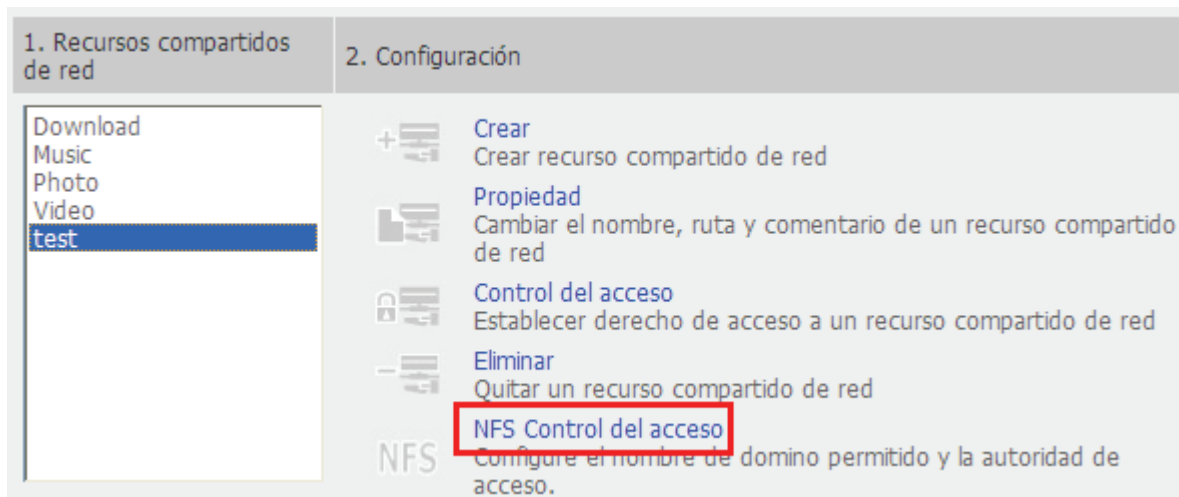 1. Recursos compartidos
de red
2. Configuración
Download
Music
Photo
Video
test
Crear
Crear recurso compartido de red
Propiedad
Cambiar el nombre, ruta y comentario de un recurso compartido
de red
Control del acceso
Establecer derecho de acceso a un recurso compartido de red
Eliminar
Quitar un recurso compartido de red
NFS
NFS Control del acceso
Configure el nombre de domino permitido y la autoridad de
acceso.